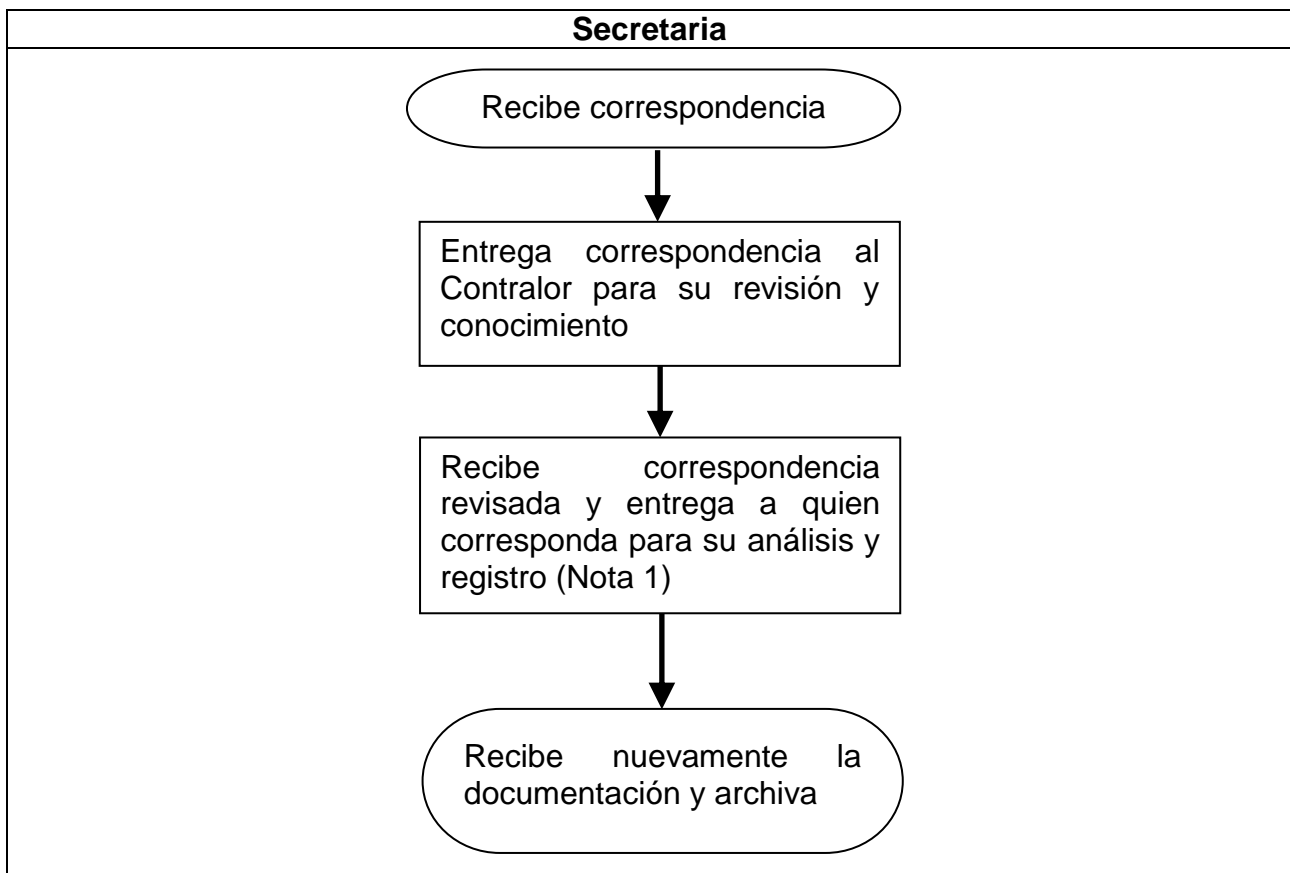 Secretaria
Recibe correspondencia
Entrega correspondencia al
Contralor para su revisión y
conocimiento
Recibe correspondencia
revisada y entrega a quien
corresponda para su análisis y
registro (Nota 1)
Recibe nuevamente la
documentación y archiva